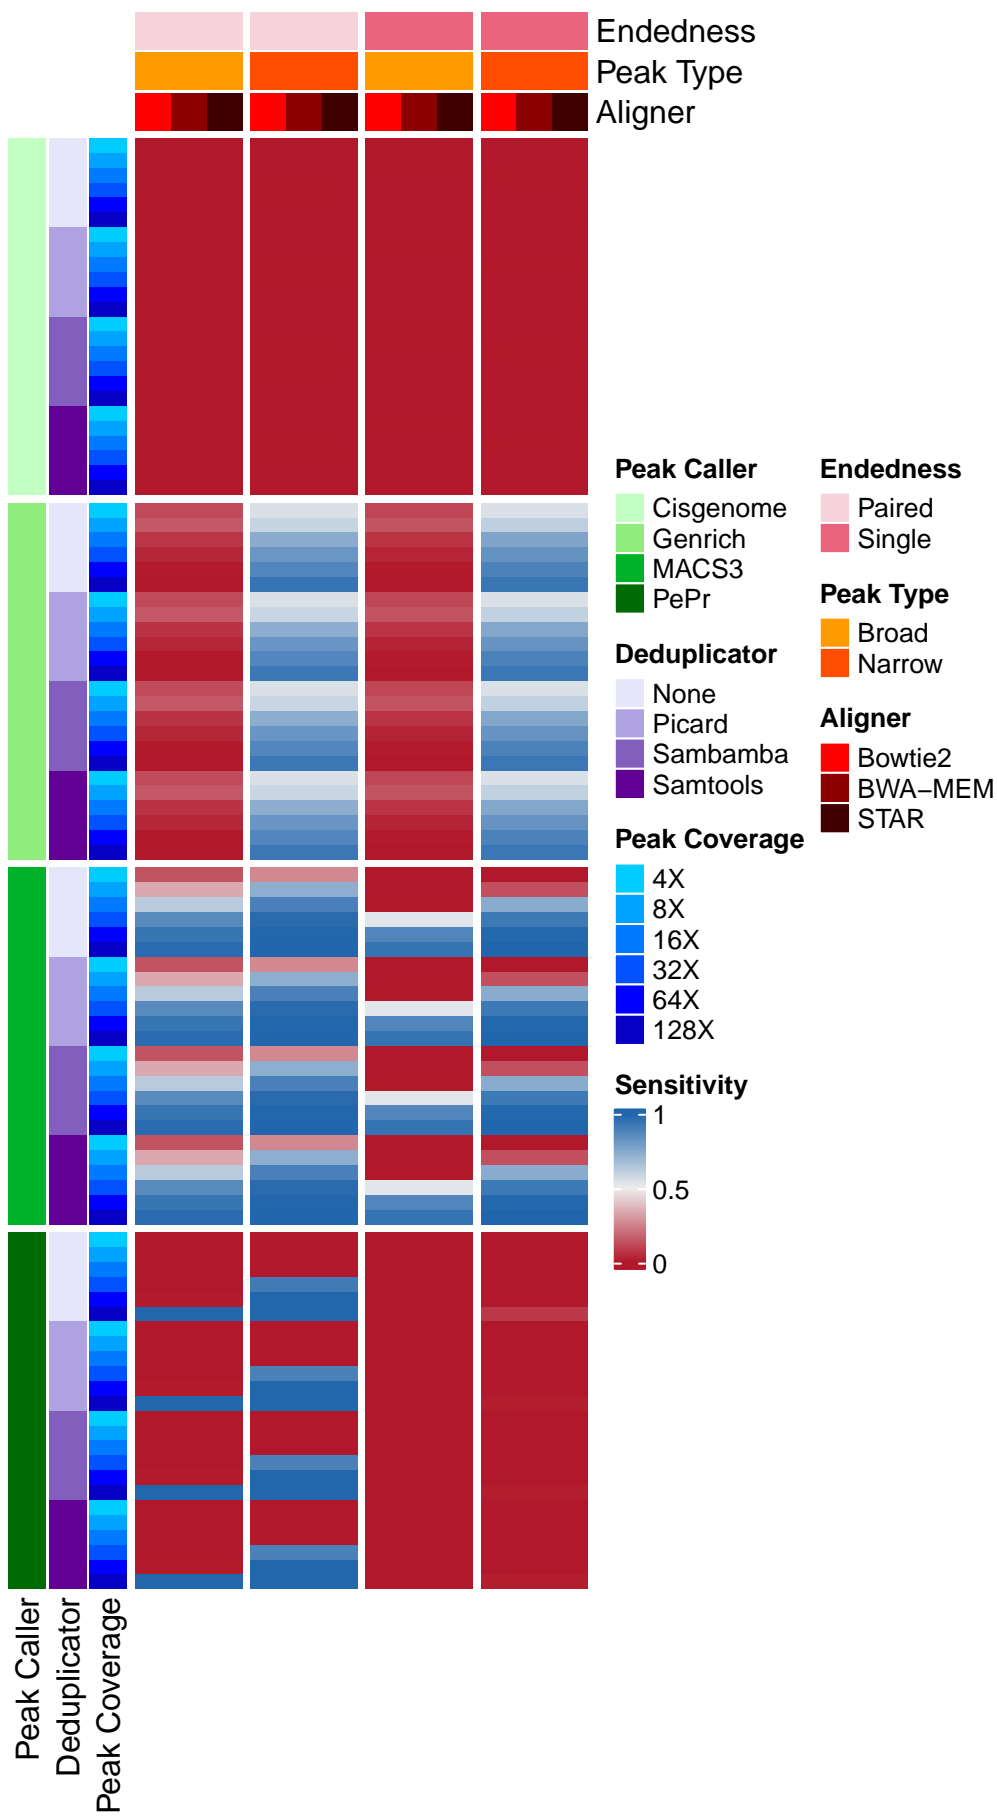 Endedness
Peak Type
Aligner
Peak Caller
Cisgenome
Genrich
MACS3
PePr
Deduplicator
None
Picard
Sambamba
Samtools
Peak Coverage
4X
8X
16X
32X
64X
128X
Sensitivity
1
0.5
0
Endedness
Paired
Single
Peak Type
Broad
Narrow
Aligner
Bowtie2
BWA−MEM
STAR
Peak Caller
Deduplicator
Peak Coverage